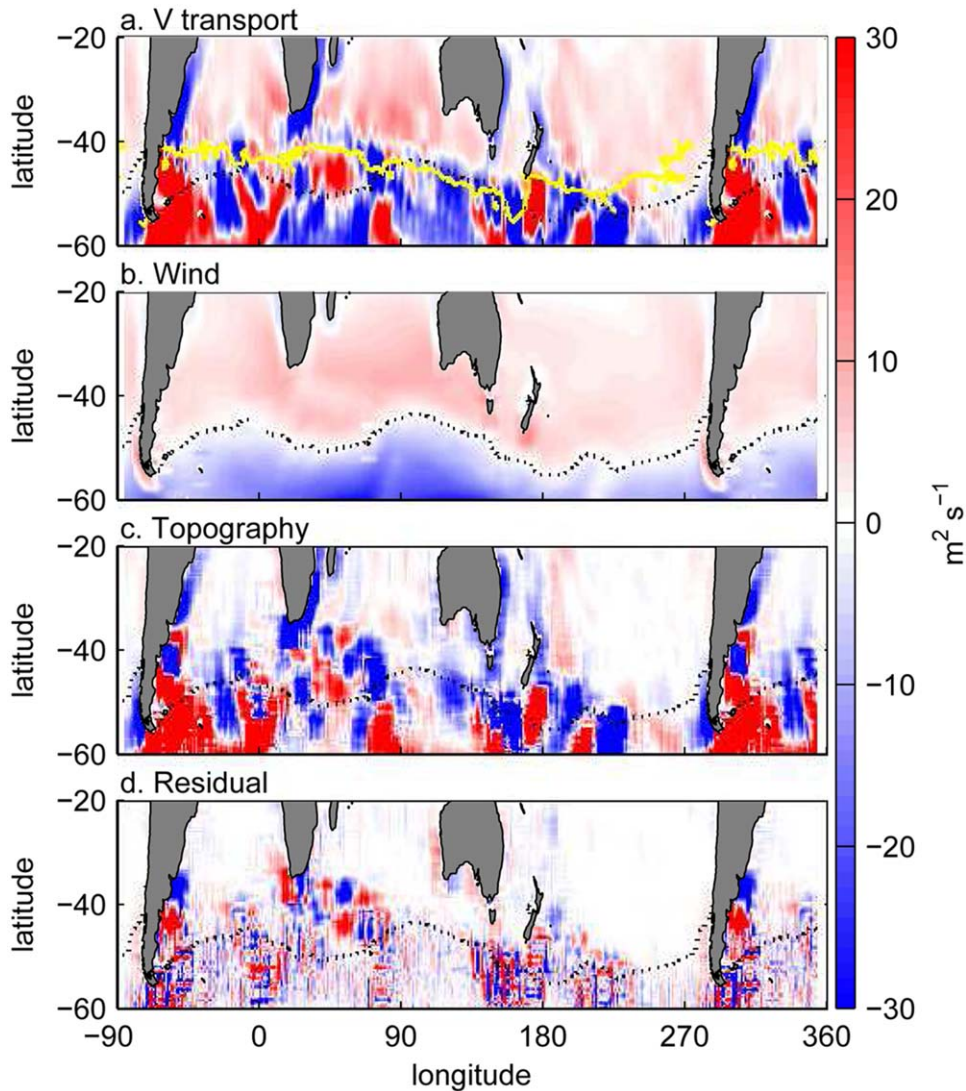 a. V transport
−20
−40
−60
latitude
b. Wind
−20
−40
−60
latitude
c. Topography
−20
−40
−60
latitude
d. Residual
−20
−40
−60
latitude
−90 0 90 180 270 360
longitude
30
20
10
0
−10
−20
−30
m² s⁻¹